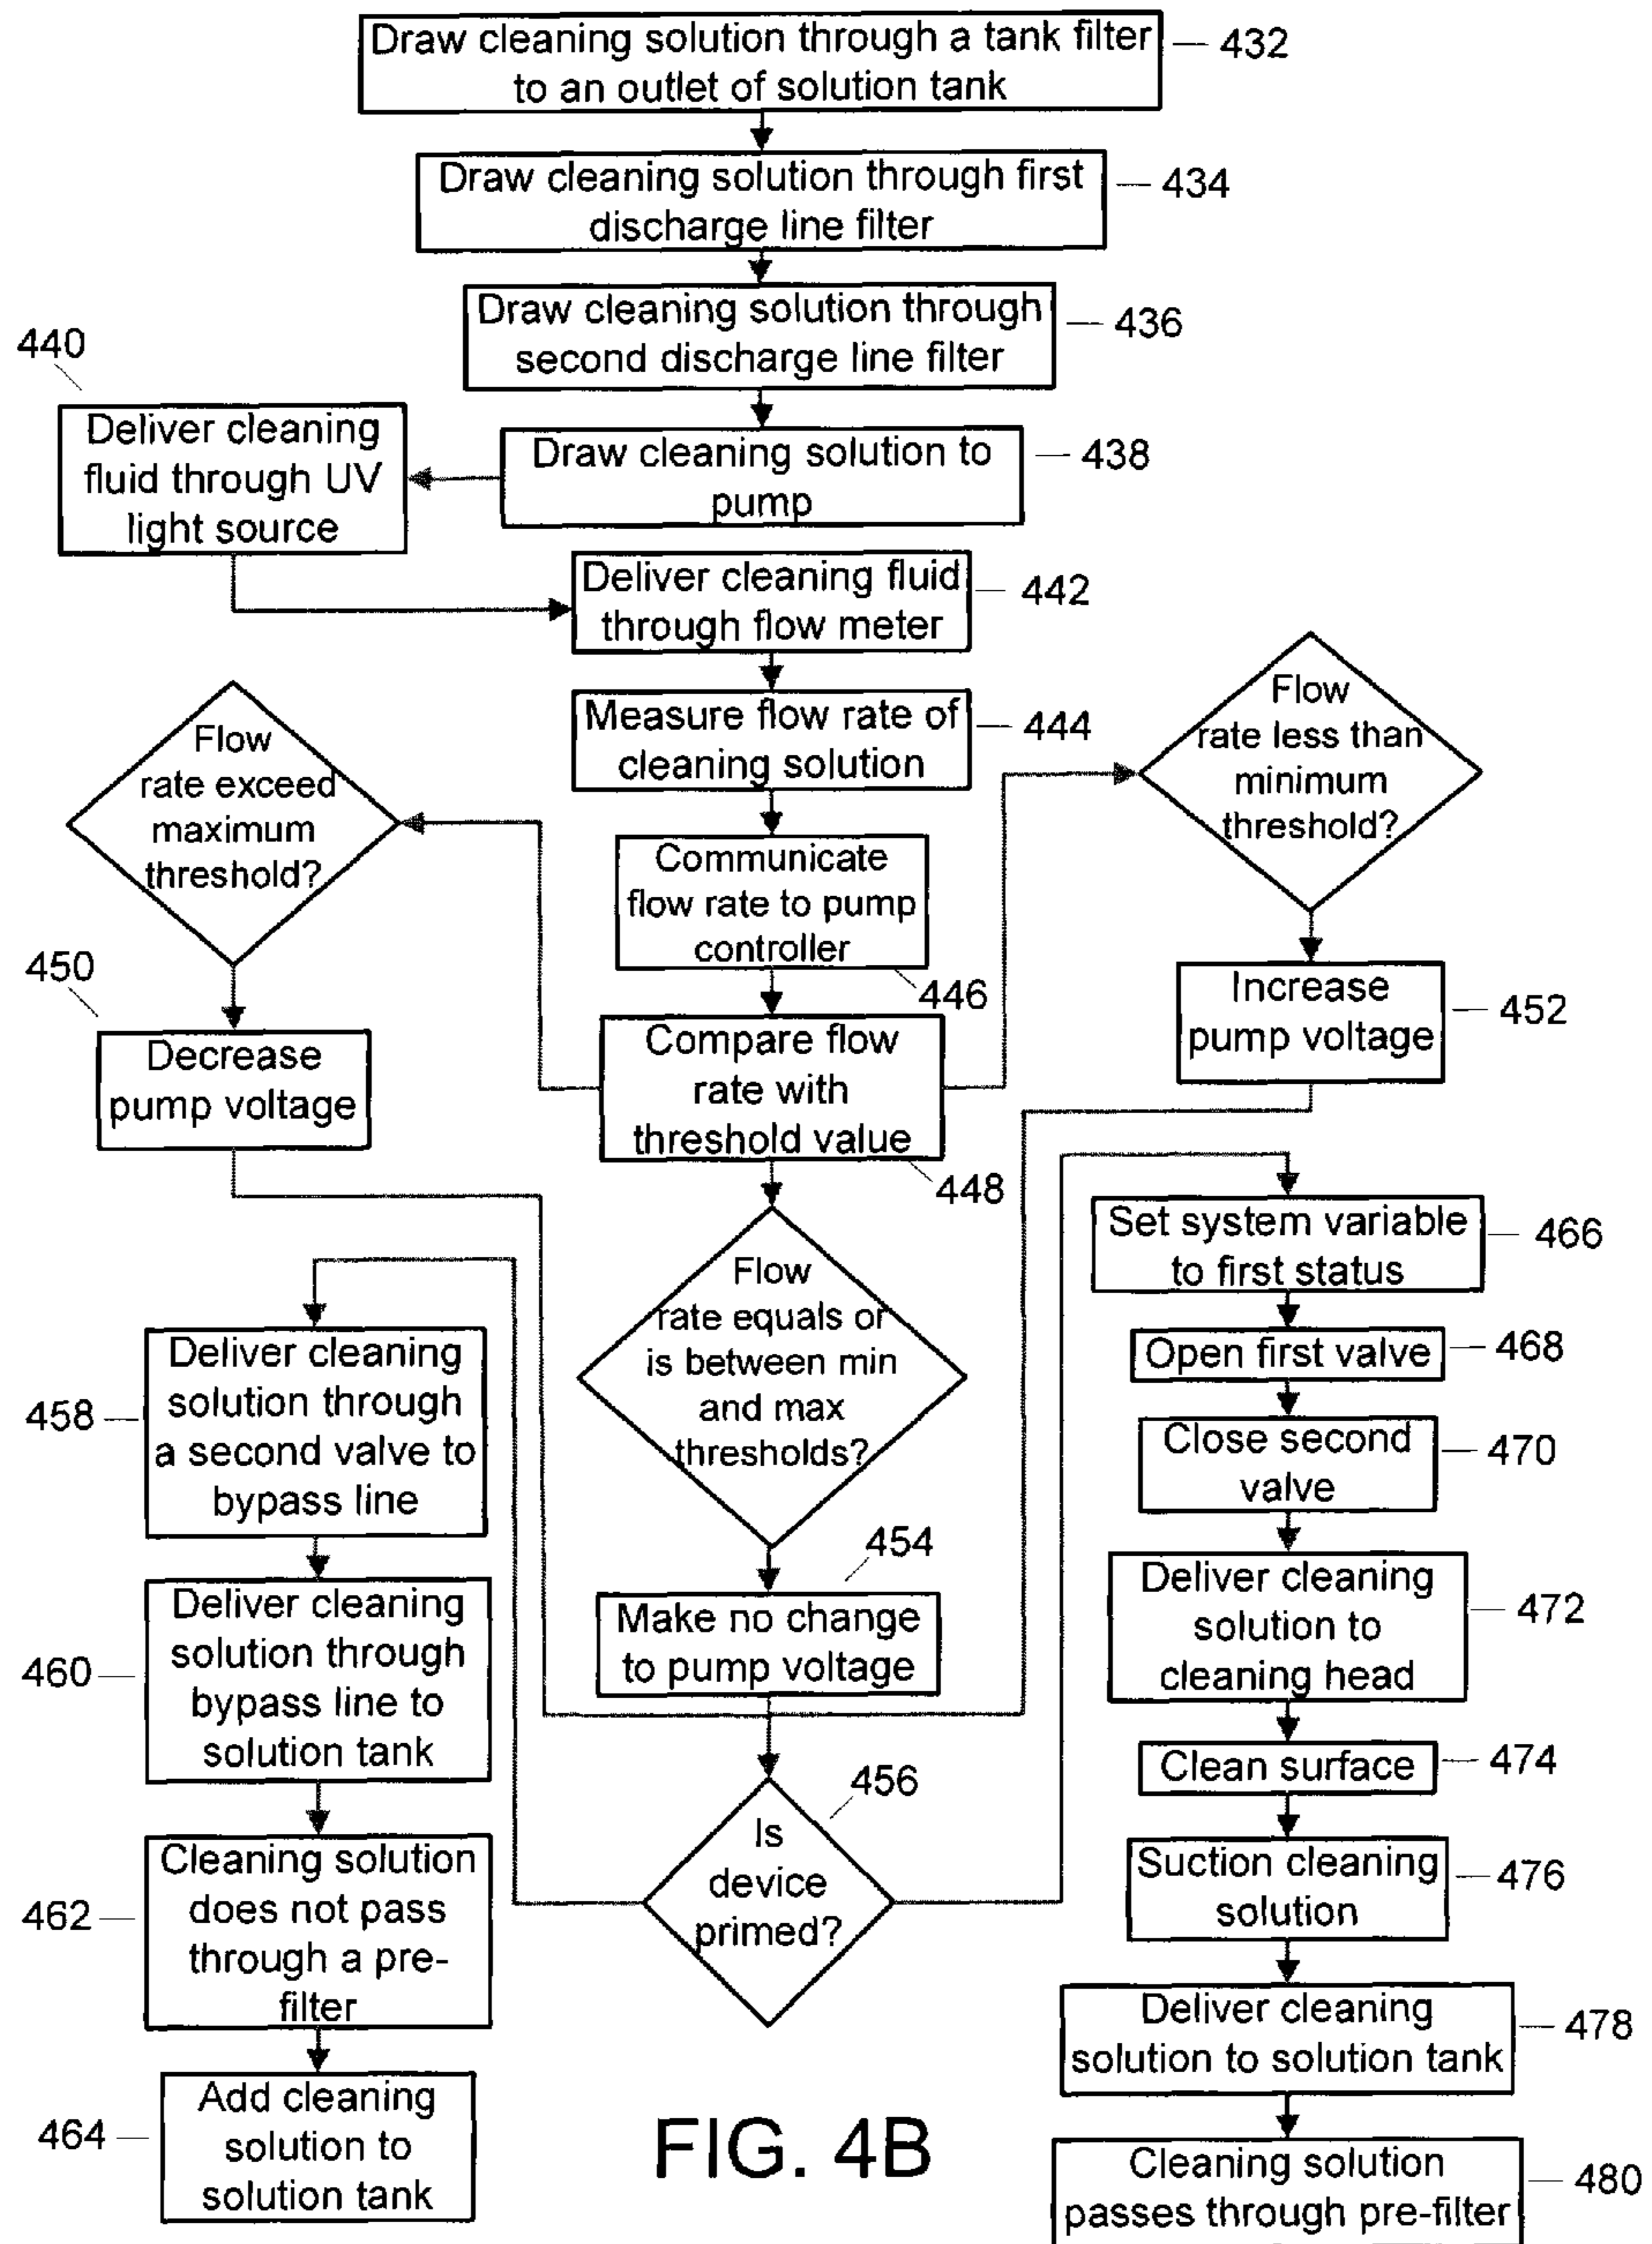 Draw cleaning solution through a tank filter
to an outlet of solution tank
432
Draw cleaning solution through first
discharge line filter
434
Draw cleaning solution through
second discharge line filter
436
Draw cleaning solution to
pump
438
440
Deliver cleaning
fluid through UV
light source
Deliver cleaning fluid
through flow meter
442
Measure flow rate of
cleaning solution
444
Communicate
flow rate to pump
controller
446
Compare flow
rate with
threshold value
448
Flow
rate exceed
maximum
threshold?
450
Decrease
pump voltage
Flow
rate less than
minimum
threshold?
Increase
pump voltage
452
Flow
rate equals or
is between min
and max
thresholds?
454
Make no change
to pump voltage
456
Is
device
primed?
Deliver cleaning
solution through
a second valve to
bypass line
458
Deliver cleaning
solution through
bypass line to
solution tank
460
Cleaning solution
does not pass
through a pre-
filter
462
Add cleaning
solution to
solution tank
464
Set system variable
to first status
466
Open first valve
468
Close second
valve
470
Deliver cleaning
solution to
cleaning head
472
Clean surface
474
Suction cleaning
solution
476
Deliver cleaning
solution to solution tank
478
Cleaning solution
passes through pre-filter
480
FIG. 4B